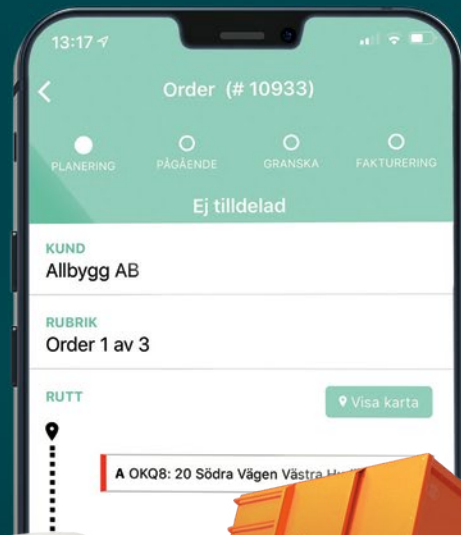 13:17
Order (# 10933)
PLANERING
PÅGÅENDE
GRANSKA
FAKTURERING
Ej tilldelad
KUND
Allbygg AB
RUBRIK
Order 1 av 3
RUTT
Visa karta
A OKQ8: 20 Södra Vägen Västra